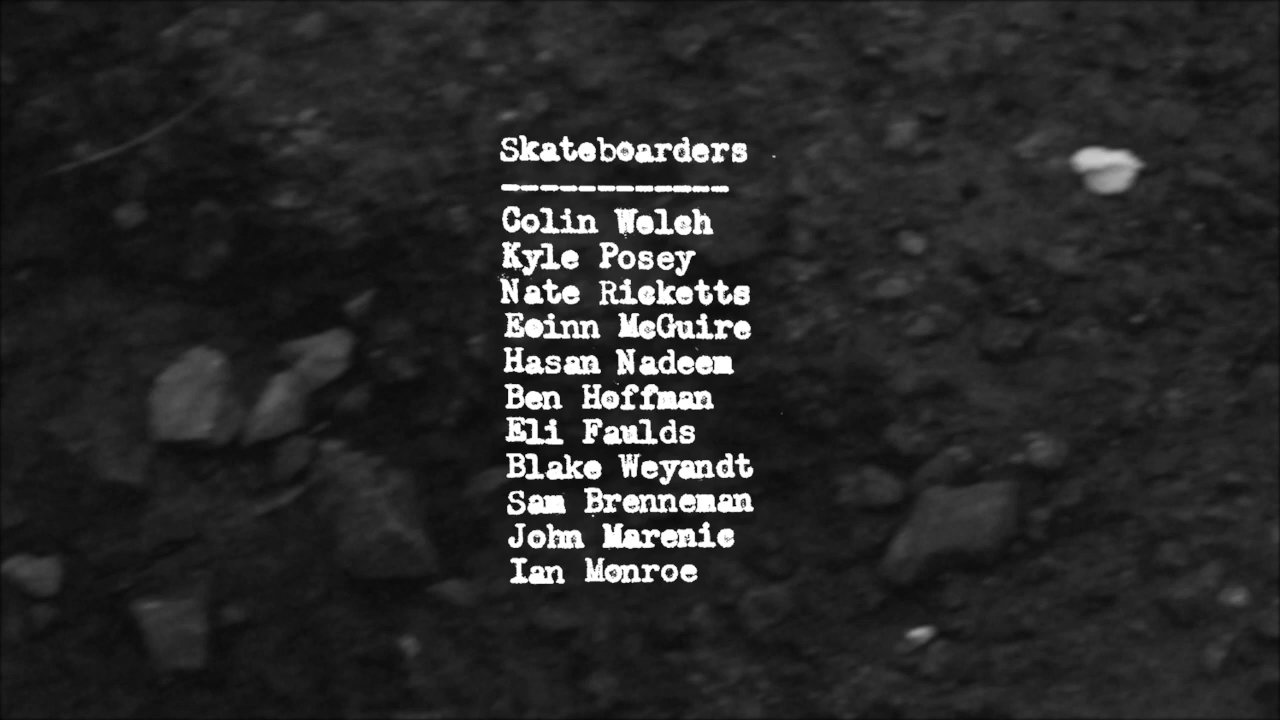 Skateboarders
------------
Colin Welch
Kyle Posey
Nate Ricketts
Eoinn McGuire
Hasan Nadeem
Ben Hoffman
Eli Faulds
Blake Weyandt
Sam Brenneman
John Marenic
Ian Monroe